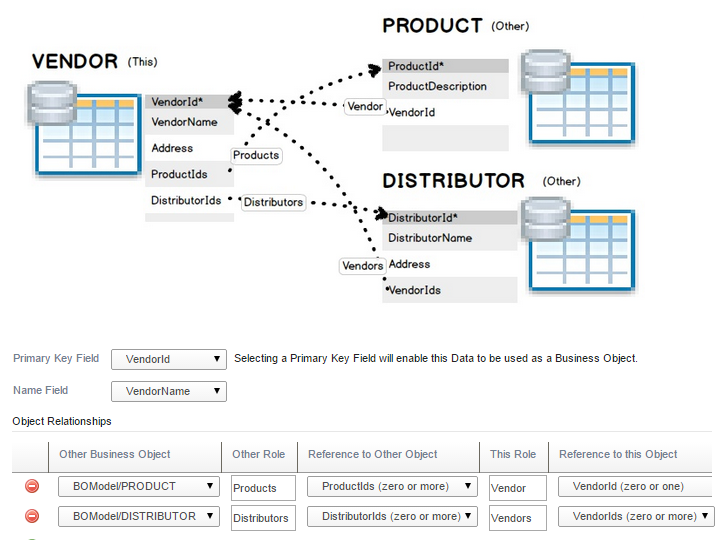 PRODUCT (Other)
VENDOR (This)
ProductId*
ProductDescription
VendorId
VendorId*
VendorName
Address
ProductIds
DistributorIds
Vendor
Products
Distributors
Vendors
DISTRIBUTOR (Other)
DistributorId*
DistributorName
Address
VendorIds
Primary Key Field VendorId Selecting a Primary Key Field will enable this Data to be used as a Business Object.
Name Field VendorName
Object Relationships
Other Business Object Other Role Reference to Other Object This Role Reference to this Object
BOModel/PRODUCT Products ProductIds (zero or more) Vendor VendorId (zero or one)
BOModel/DISTRIBUTOR Distributors DistributorIds (zero or more) Vendors VendorIds (zero or more)